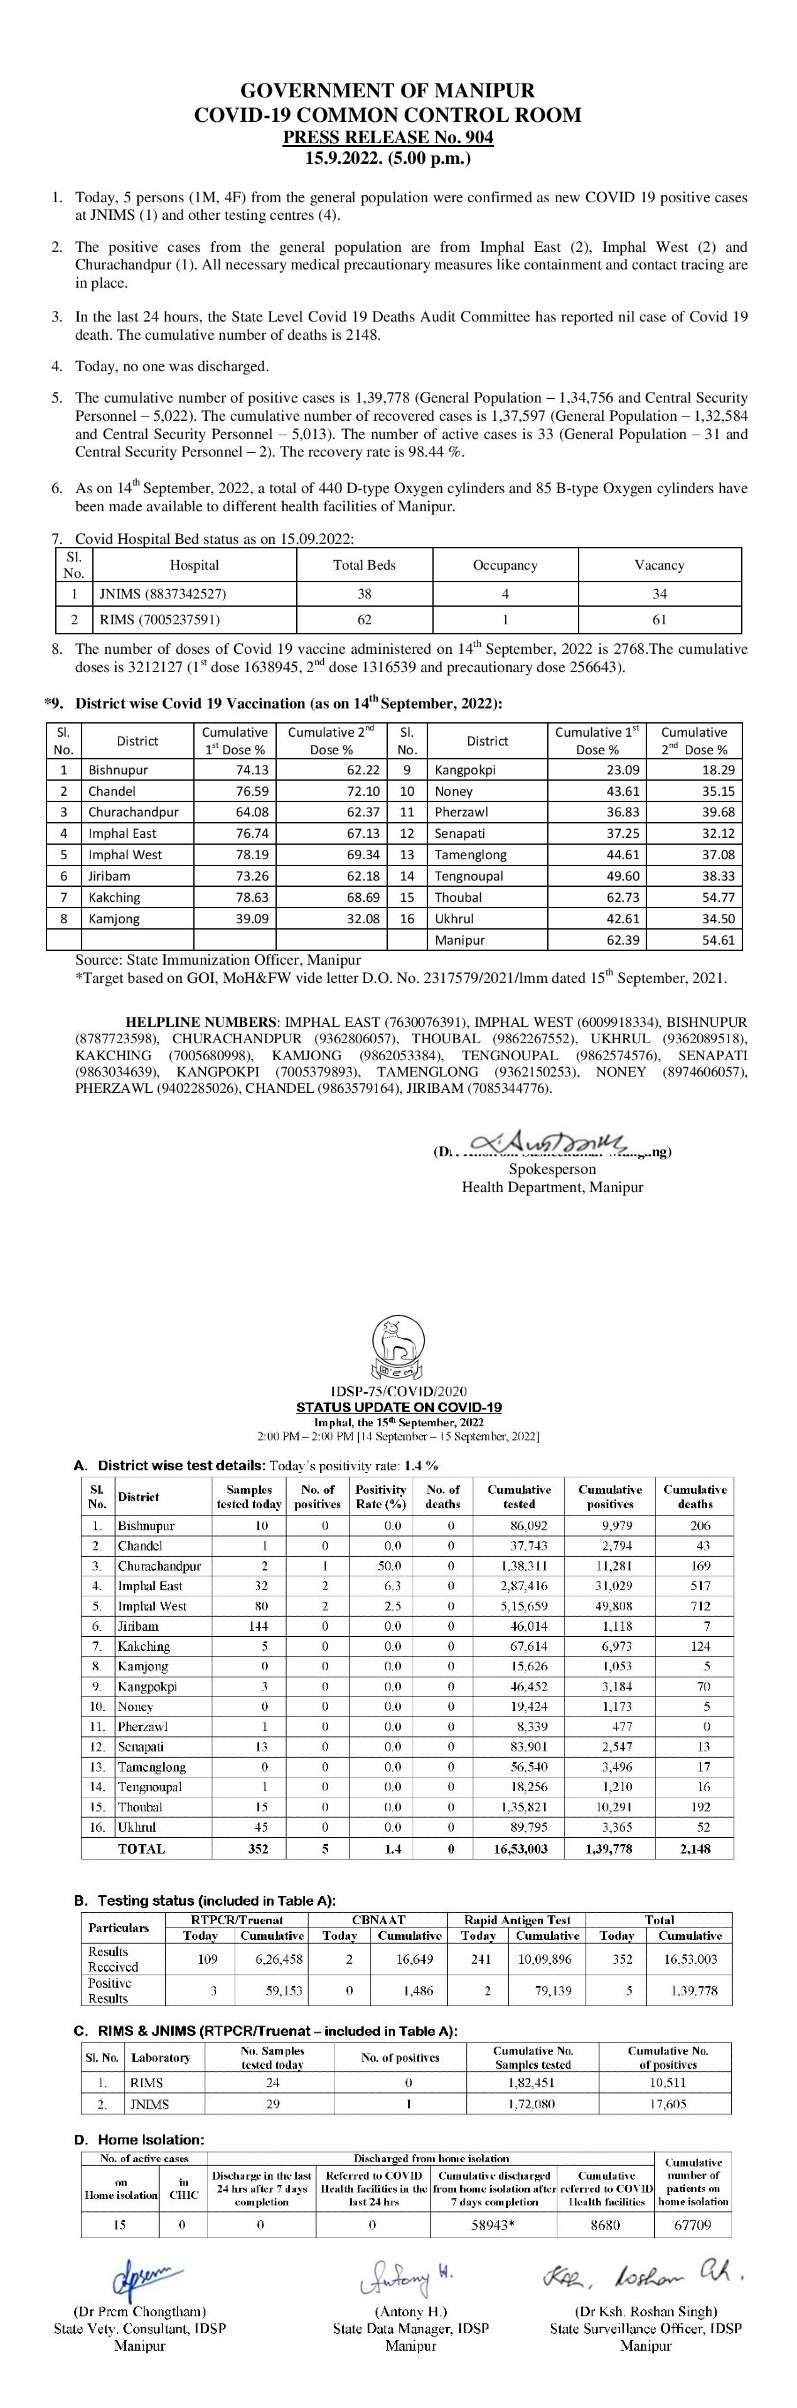 GOVERNMENT OF MANIPUR
COVID-19 COMMON CONTROL ROOM
PRESS RELEASE No. 904
15.9.2022. (5.00 p.m.)
1. Today, 5 persons (1M, 4F) from the general population were confirmed as new COVID 19 positive cases
at JNIMS (1) and other testing centres (4).
2. The positive cases from the general population are from Imphal East (2), Imphal West (2) and
Churachandpur (1). All necessary medical precautionary measures like containment and contact tracing are
in place.
3. In the last 24 hours, the State Level Covid 19 Deaths Audit Committee has reported nil case of Covid 19
death. The cumulative number of deaths is 2148.
4. Today, no one was discharged.
5. The cumulative number of positive cases is 1,39,778 (General Population – 1,34,756 and Central Security
Personnel – 5,022). The cumulative number of recovered cases is 1,37,597 (General Population – 1,32,584
and Central Security Personnel – 5,013). The number of active cases is 33 (General Population – 31 and
Central Security Personnel – 2). The recovery rate is 98.44 %.
6. As on 14th September, 2022, a total of 440 D-type Oxygen cylinders and 85 B-type Oxygen cylinders have
been made available to different health facilities of Manipur.
7. Covid Hospital Bed status as on 15.09.2022:
Sl. No. Hospital Total Beds Occupancy Vacancy
1 JNIMS (8837342527) 38 4 34
2 RIMS (7005237591) 62 1 61
8. The number of doses of Covid 19 vaccine administered on 14th September, 2022 is 2768.The cumulative
doses is 3212127 (1st dose 1638945, 2nd dose 1316539 and precautionary dose 256643).
*9. District wise Covid 19 Vaccination (as on 14th September, 2022):
Sl. No. District Cumulative 1st Dose % Cumulative 2nd Dose % Sl. No. District Cumulative 1st Dose % Cumulative 2nd Dose %
1 Bishnupur 74.13 62.22 9 Kangpokpi 23.09 18.29
2 Chandel 76.59 72.10 10 Noney 43.61 35.15
3 Churachandpur 64.08 62.37 11 Pherzawl 36.83 39.68
4 Imphal East 76.74 67.13 12 Senapati 37.25 32.12
5 Imphal West 78.19 69.34 13 Tamenglong 44.61 37.08
6 Jiribam 73.26 62.18 14 Tengnoupal 49.60 38.33
7 Kakching 78.63 68.69 15 Thoubal 62.73 54.77
8 Kamjong 39.09 32.08 16 Ukhrul 42.61 34.50
Manipur 62.39 54.61
Source: State Immunization Officer, Manipur
*Target based on GOI, MoH&FW vide letter D.O. No. 2317579/2021/Imm dated 15th September, 2021.
HELPLINE NUMBERS: IMPHAL EAST (7630076391), IMPHAL WEST (6009918334), BISHNUPUR
(8787723598), CHURACHANDPUR (9362806057), THOUBAL (9862267552), UKHRUL (9362089518),
KAKCHING (7005680998), KAMJONG (9862053384), TENGNOUPAL (9862574576), SENAPATI
(9863034639), KANGPOKPI (7005379893), TAMENGLONG (9362150253), NONEY (8974606057),
PHERZAWL (9402285026), CHANDEL (9863579164), JIRIBAM (7085344776).
Spokesperson
Health Department, Manipur
IDSP-75/COVID/2020
STATUS UPDATE ON COVID-19
Imphal, the 15th September, 2022
2:00 PM – 2:00 PM [14 September – 15 September, 2022]
A. District wise test details: Today's positivity rate: 1.4 %
Sl. No. District Samples tested today No. of positives Positivity Rate (%) No. of deaths Cumulative tested Cumulative positives Cumulative deaths
1. Bishnupur 10 0 0.0 0 86,092 9,979 206
2. Chandel 1 0 0.0 0 37,743 2,794 43
3. Churachandpur 2 1 50.0 0 1,38,311 11,281 169
4. Imphal East 32 2 6.3 0 2,87,416 31,029 517
5. Imphal West 80 2 2.5 0 5,15,659 49,808 712
6. Jiribam 144 0 0.0 0 46,014 1,118 7
7. Kakching 5 0 0.0 0 67,614 6,973 124
8. Kamjong 0 0 0.0 0 15,626 1,053 5
9. Kangpokpi 3 0 0.0 0 46,452 3,184 70
10. Noney 0 0 0.0 0 19,424 1,173 5
11. Pherzawl 1 0 0.0 0 8,339 477 0
12. Senapati 13 0 0.0 0 83,901 2,547 13
13. Tamenglong 0 0 0.0 0 56,540 3,496 17
14. Tengnoupal 1 0 0.0 0 18,256 1,210 16
15. Thoubal 15 0 0.0 0 1,35,821 10,291 192
16. Ukhrul 45 0 0.0 0 89,795 3,365 52
TOTAL 352 5 1.4 0 16,53,003 1,39,778 2,148
B. Testing status (included in Table A):
Particulars RTPCR/Truenat CBNAAT Rapid Antigen Test Total
Today Cumulative Today Cumulative Today Cumulative Today Cumulative
Results Received 109 6,26,458 2 16,649 241 10,09,896 352 16,53,003
Positive Results 3 59,153 0 1,486 2 79,139 5 1,39,778
C. RIMS & JNIMS (RTPCR/Truenat – included in Table A):
Sl. No. Laboratory No. Samples tested today No. of positives Cumulative No. Samples tested Cumulative No. of positives
1. RIMS 24 0 1,82,451 10,511
2. JNIMS 29 1 1,72,080 17,605
D. Home Isolation:
No. of active cases Discharged from home isolation Cumulative number of patients on home isolation
on Home isolation in CHIC Discharge in the last 24 hrs after 7 days completion Referred to COVID Health facilities in the last 24 hrs Cumulative discharged from home isolation after 7 days completion Cumulative referred to COVID Health facilities
15 0 0 0 58943* 8680 67709
Antony H. Ksh. Roshan
(Dr Prem Chongtham) (Antony H.) (Dr Ksh. Roshan Singh)
State Vety. Consultant, IDSP State Data Manager, IDSP State Surveillance Officer, IDSP
Manipur Manipur Manipur